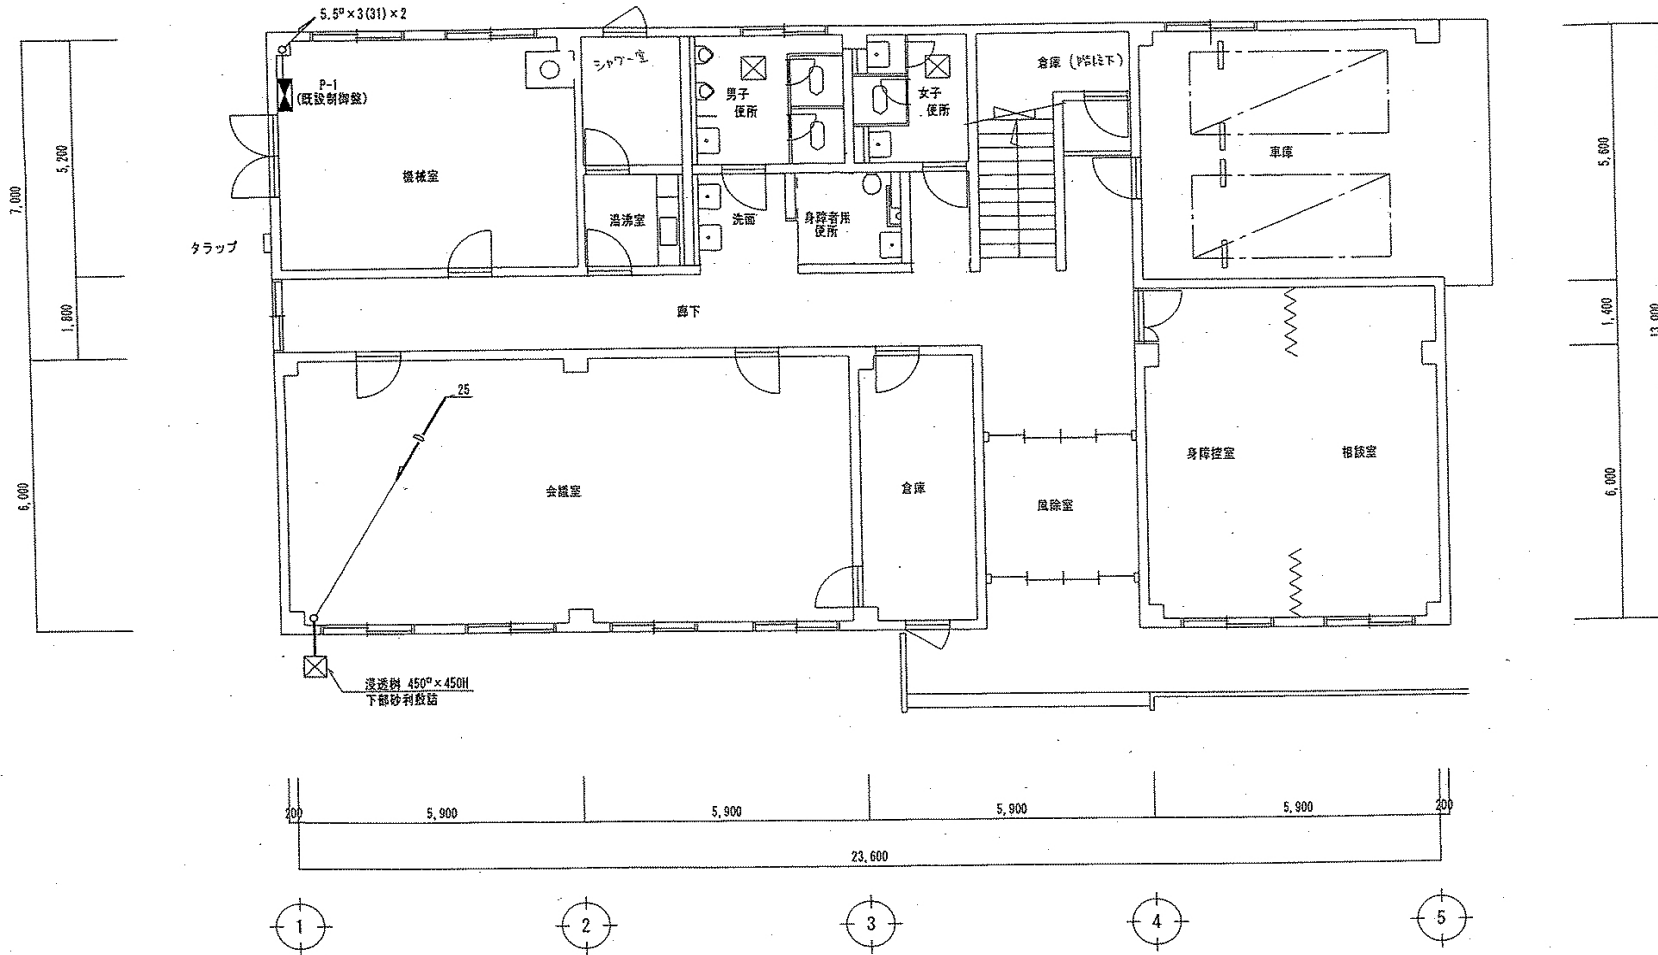 5.5°×3(31)×2
P-1
(既設制御盤)
シャワー室
男子
便所
女子
便所
倉庫 (階段下)
車庫
機械室
タラップ
湯沸室
洗面
身障者用
便所
廊下
25
会議室
倉庫
風除室
身障控室
相談室
浸透桝 450°×450H
下部砂利敷詰
7,000
5,200
1,800
6,000
5,600
1,400
13,000
6,000
200
5,900
5,900
5,900
5,900
200
23,600
1
2
3
4
5